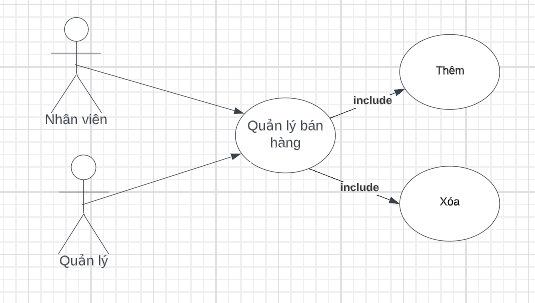 Nhân viên
Quản lý
Quản lý bán
hàng
include
include
Thêm
Xóa